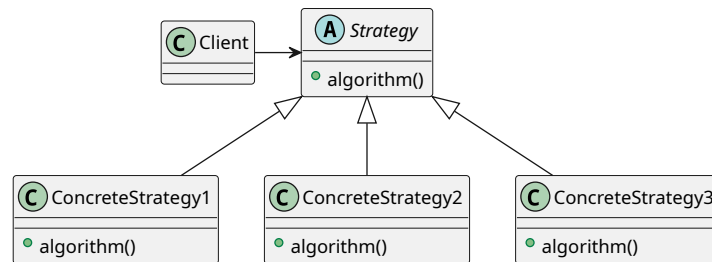 C Client
A Strategy
algorithm()
C ConcreteStrategy1
C ConcreteStrategy2
C ConcreteStrategy3
algorithm()
algorithm()
algorithm()